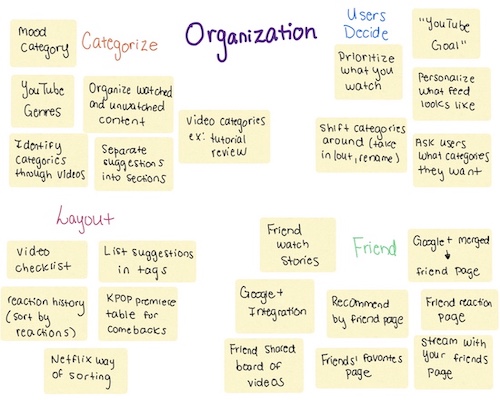 Organization
Categorize
Mood
Category
YouTube
Genres
Organize watched
and unwatched
content
Identify
categories
through videos
Separate
suggestions
into sections
Video categories
ex: tutorial
review
Users
Decide
Prioritize
what you
watch
"YouTube
Goal"
Personalize
what feed
looks like
Shift categories
around (take
in/out, rename)
Ask users
what categories
they want
Layout
video
checklist
List suggestions
in tags
reaction history
(sort by
reactions)
KPOP premiere
table for
comebacks
Netflix way
of sorting
Friend
Friend
watch
Stories
Google+ merged
↓
friend page
Google+
Integration
Recommend
by friend page
Friend reaction
page
Friend shared
board of
videos
Friends' favorites
page
stream with
your friends
page